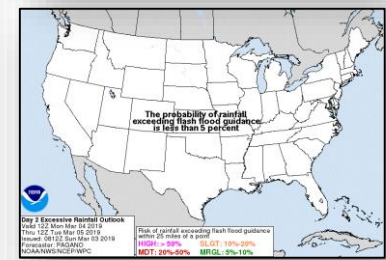 The probability of rainfall
exceeding flash flood guidance
is less than 5 percent
Day 2 Excessive Rainfall Outlook
Valid 12Z Mon Mar 04 2019
Thru 12Z Tue Mar 05 2019
Issued: 0812Z Sun Mar 03 2019
Forecaster: PAGANO
NOAA/NWS/NCEP/WPC
Risk of rainfall exceeding flash flood guidance
within 25 miles of a point
HIGH: > 50% SLGT: 10%-20%
MDT: 20%-50% MRGL: 5%-10%